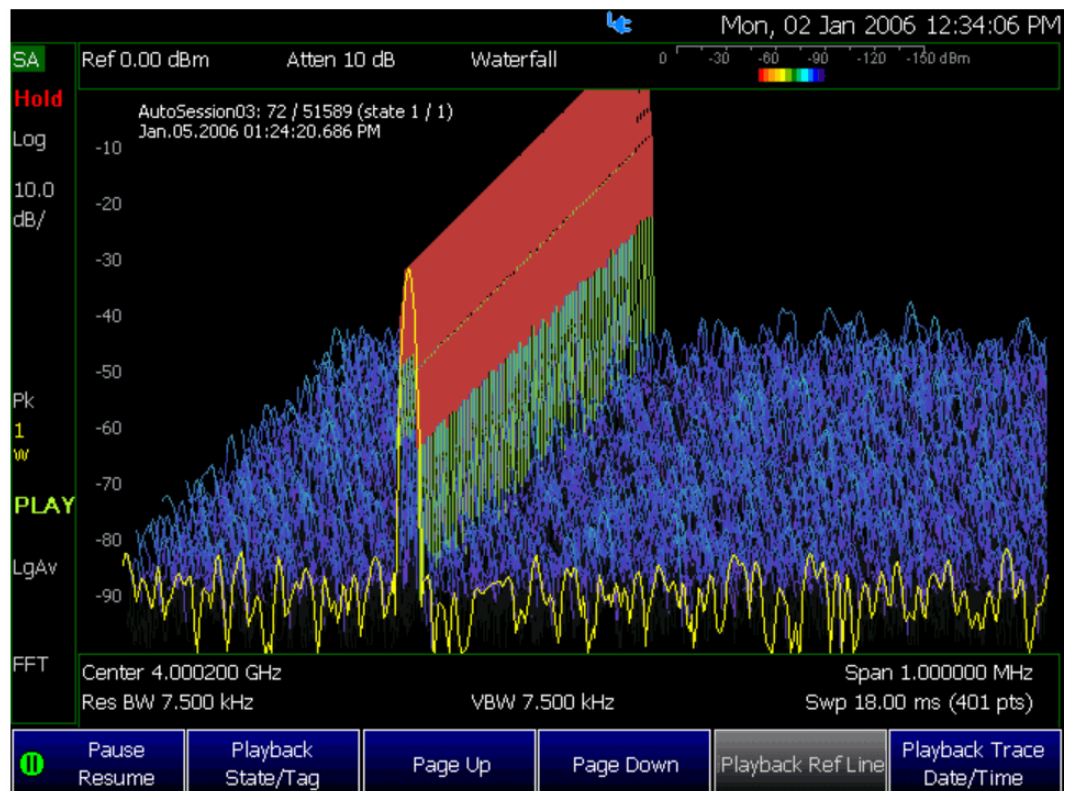 Mon, 02 Jan 2006 12:34:06 PM
SA
Ref 0.00 dBm Atten 10 dB Waterfall 0 -30 -60 -90 -120 -150 dBm
Hold
AutoSession03: 72 / 51589 (state 1 / 1)
Jan.05.2006 01:24:20.686 PM
Log
-10
10.0
dB/
-20
-30
-40
-50
Pk
1
W
-60
-70
PLAY
-80
LgAv
-90
FFT
Center 4.000200 GHz Span 1.000000 MHz
Res BW 7.500 kHz VBW 7.500 kHz Swp 18.00 ms (401 pts)
Pause Resume
Playback State/Tag
Page Up
Page Down
Playback Ref Line
Playback Trace Date/Time